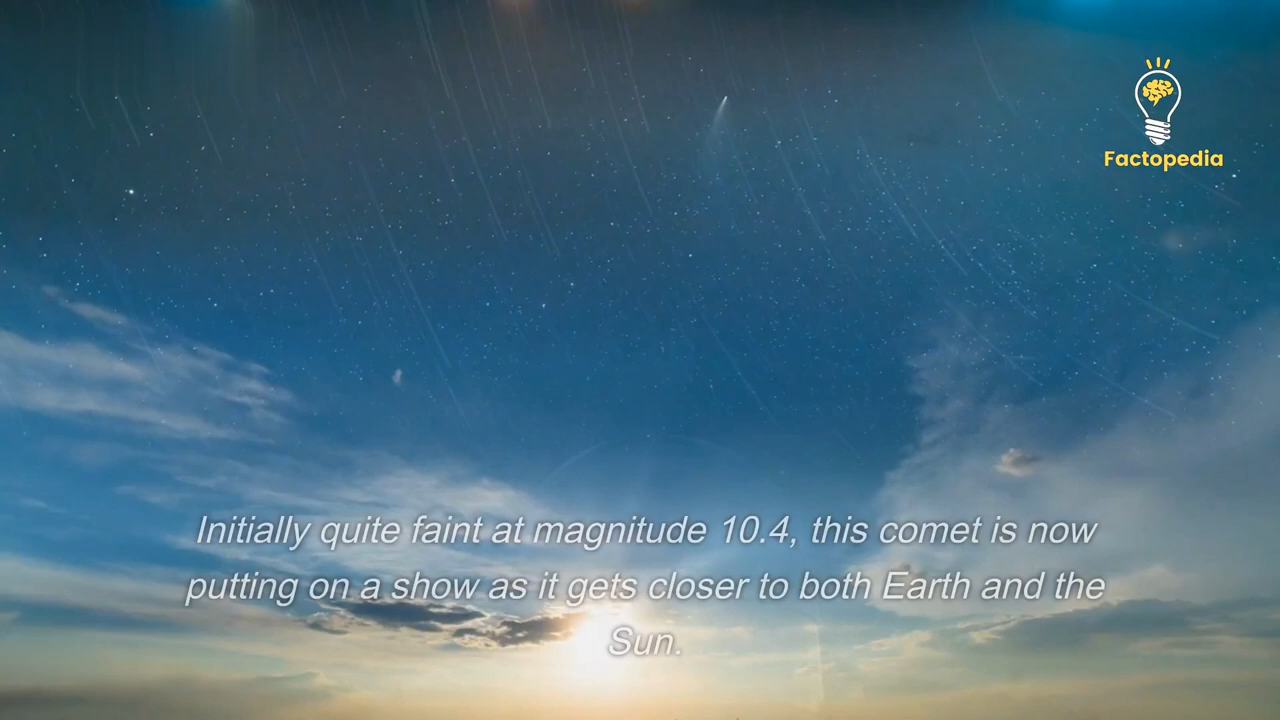 Factopedia
Initially quite faint at magnitude 10.4, this comet is now
putting on a show as it gets closer to both Earth and the
Sun.